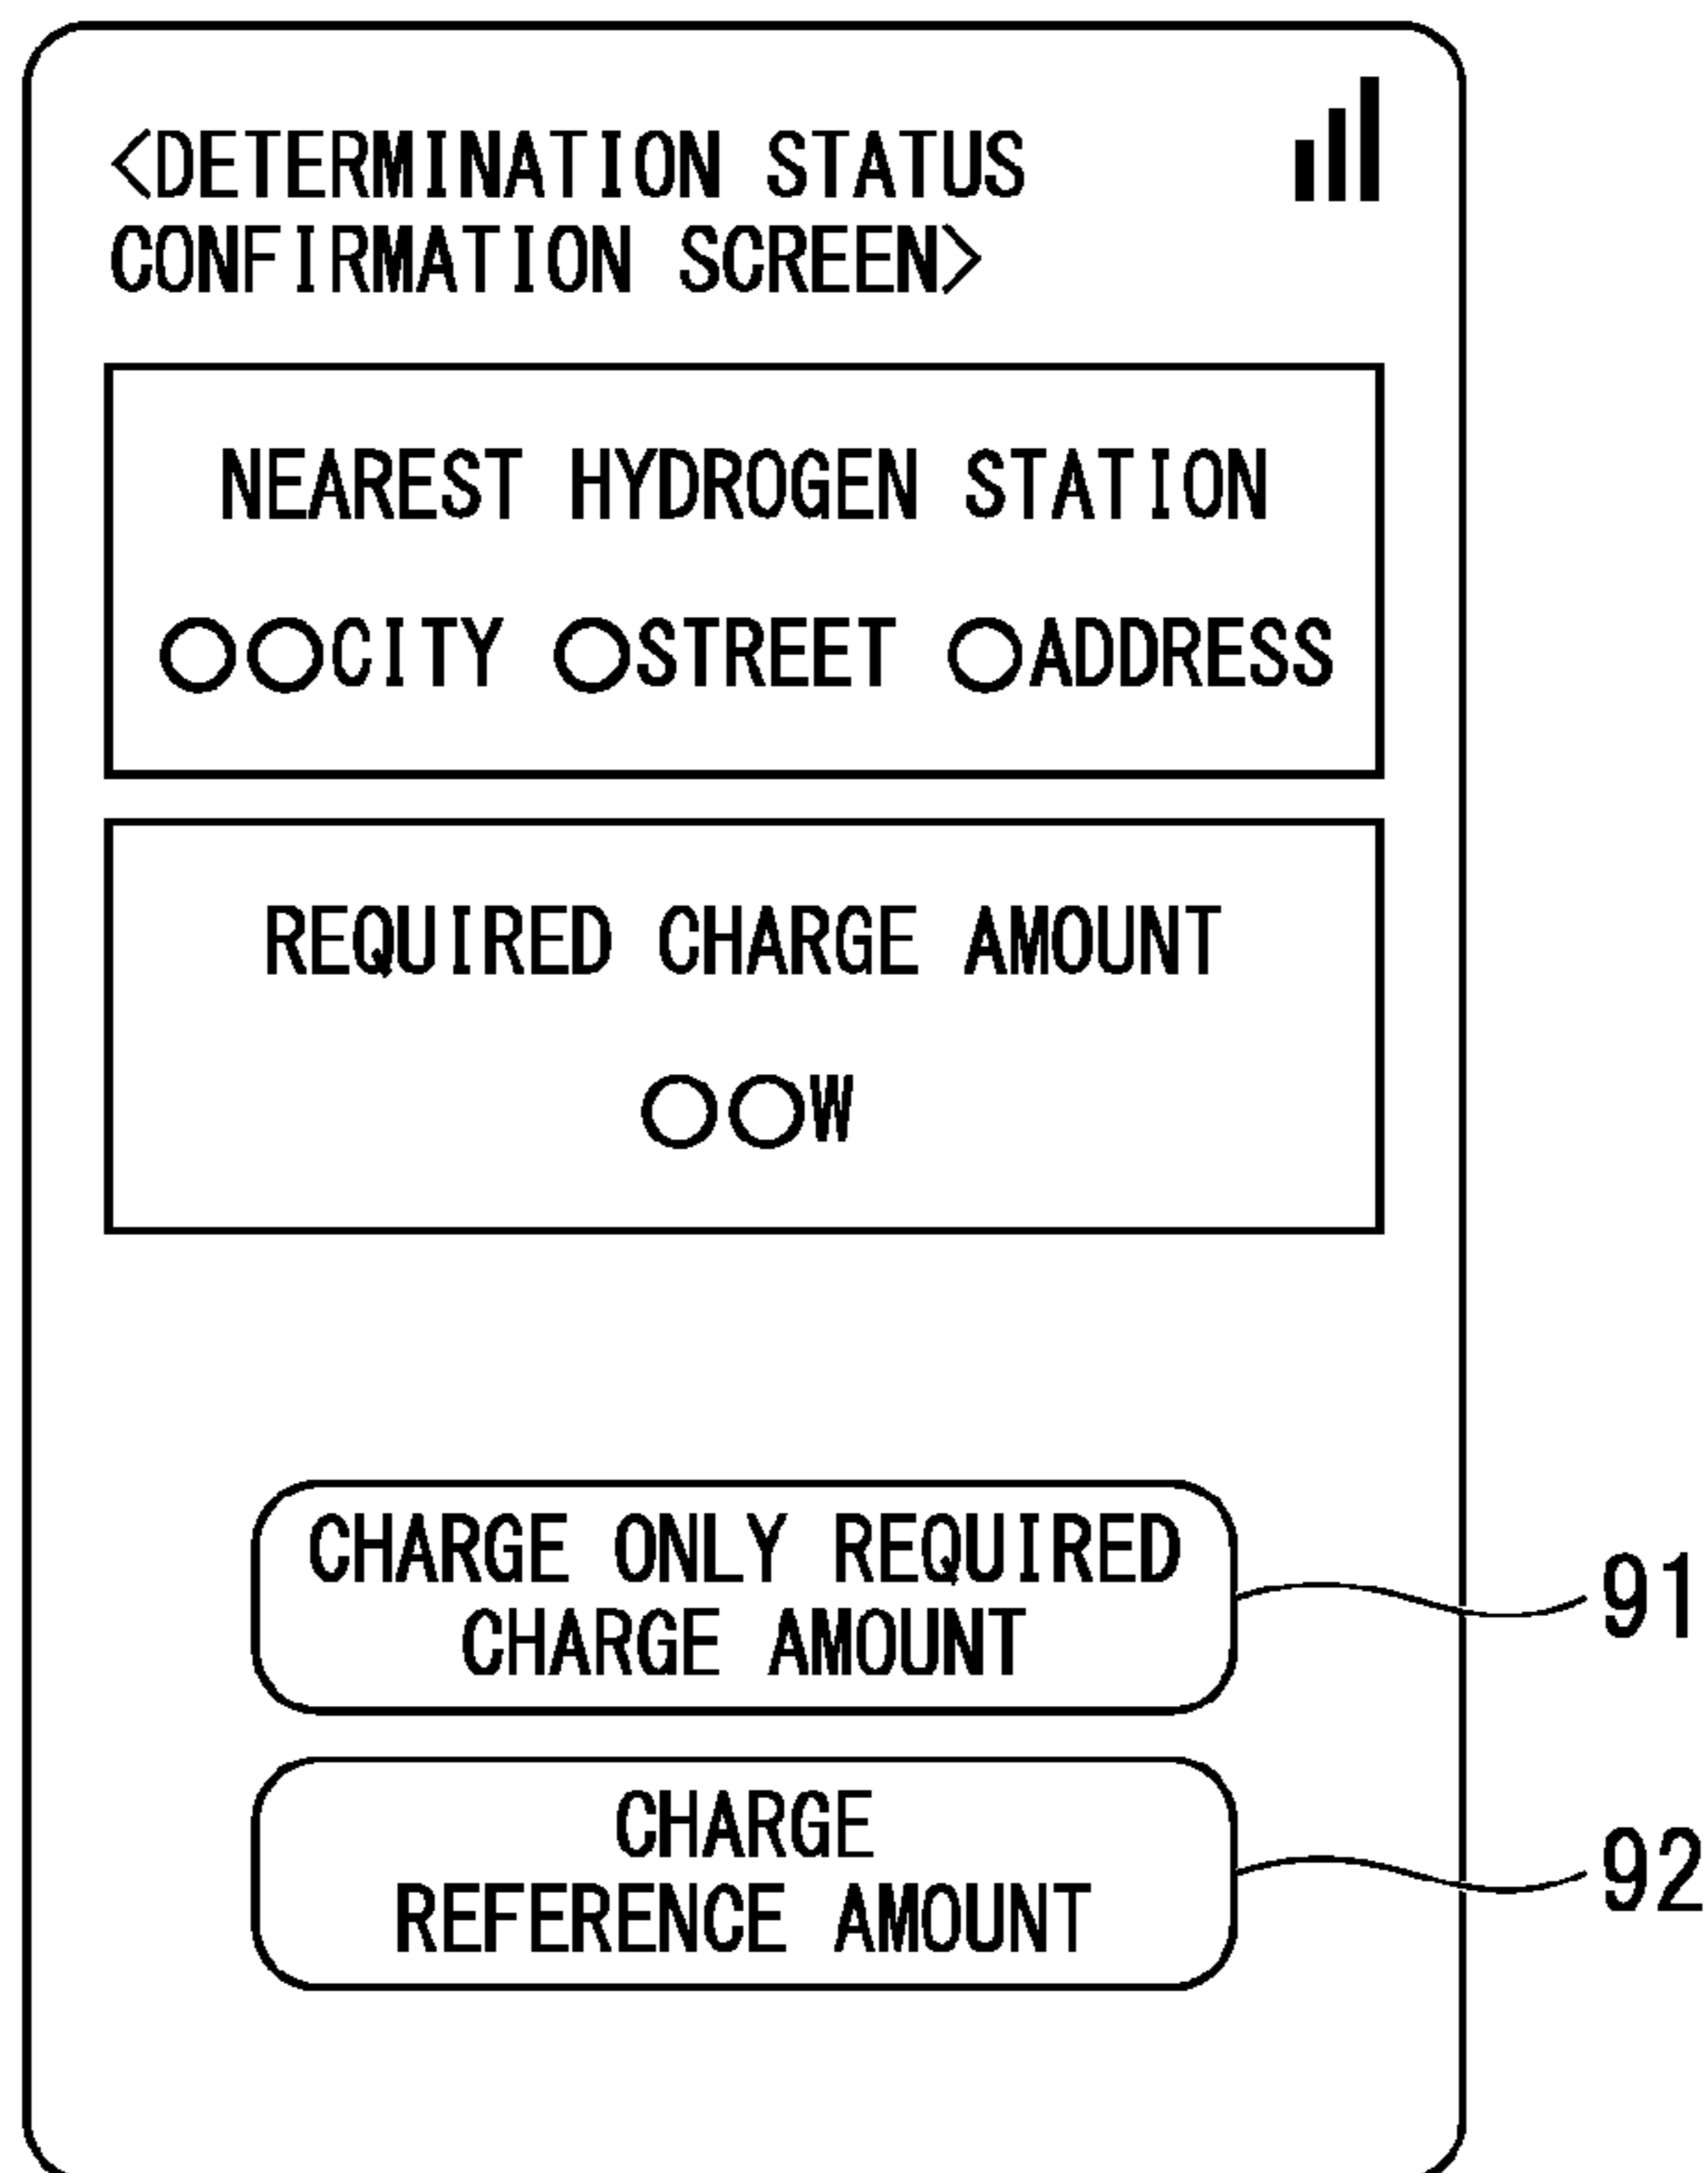 <DETERMINATION STATUS
CONFIRMATION SCREEN>
NEAREST HYDROGEN STATION
○○CITY ○STREET ○ADDRESS
REQUIRED CHARGE AMOUNT
○○W
CHARGE ONLY REQUIRED
CHARGE AMOUNT
91
CHARGE
REFERENCE AMOUNT
92